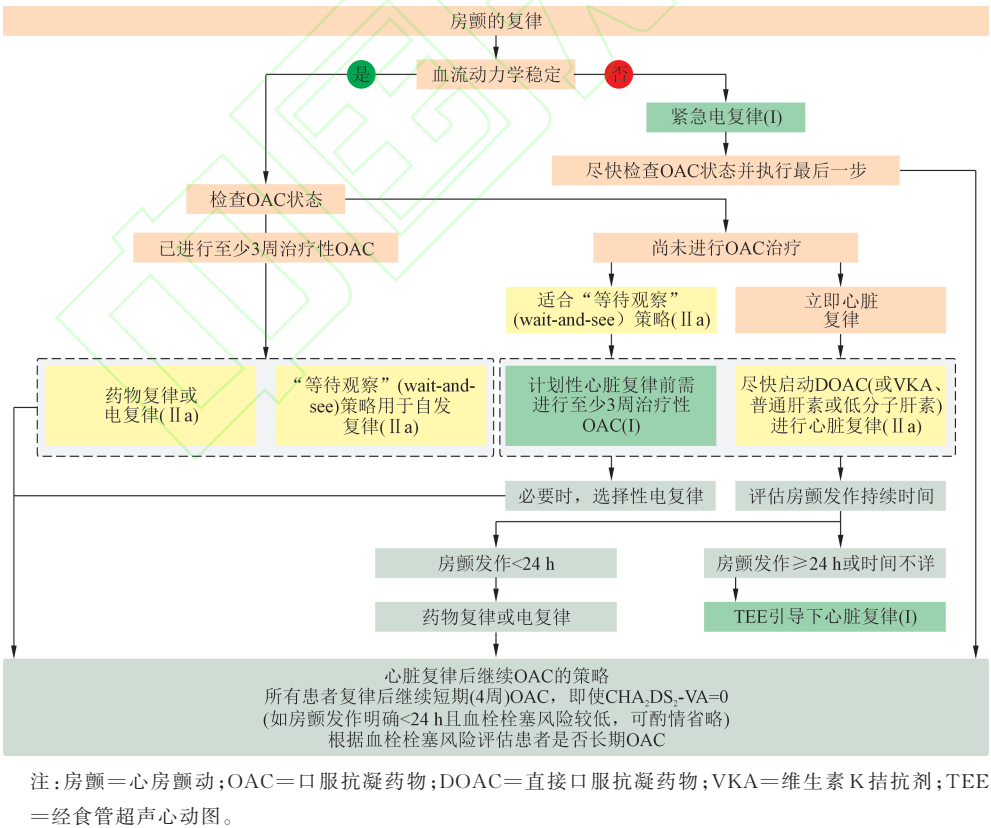 房颤的复律
是
血流动力学稳定
否
紧急电复律(I)
尽快检查OAC状态并执行最后一步
检查OAC状态
已进行至少3周治疗性OAC
尚未进行OAC治疗
适合“等待观察”
(wait-and-see）策略(Ⅱa)
立即心脏
复律
药物复律或
电复律(Ⅱa)
“等待观察”(wait-and-
see)策略用于自发
复律(Ⅱa)
计划性心脏复律前需
进行至少3周治疗性
OAC(I)
尽快启动DOAC(或VKA、
普通肝素或低分子肝素)
进行心脏复律(Ⅱa)
必要时，选择性电复律
评估房颤发作持续时间
房颤发作<24 h
房颤发作≥24 h或时间不详
药物复律或电复律
TEE引导下心脏复律(I)
心脏复律后继续OAC的策略
所有患者复律后继续短期(4周)OAC，即使CHA₂DS₂-VA=0
(如房颤发作明确<24 h且血栓栓塞风险较低，可酌情省略)
根据血栓栓塞风险评估患者是否长期OAC
注:房颤＝心房颤动;OAC＝口服抗凝药物;DOAC＝直接口服抗凝药物;VKA＝维生素K拮抗剂;TEE
＝经食管超声心动图。